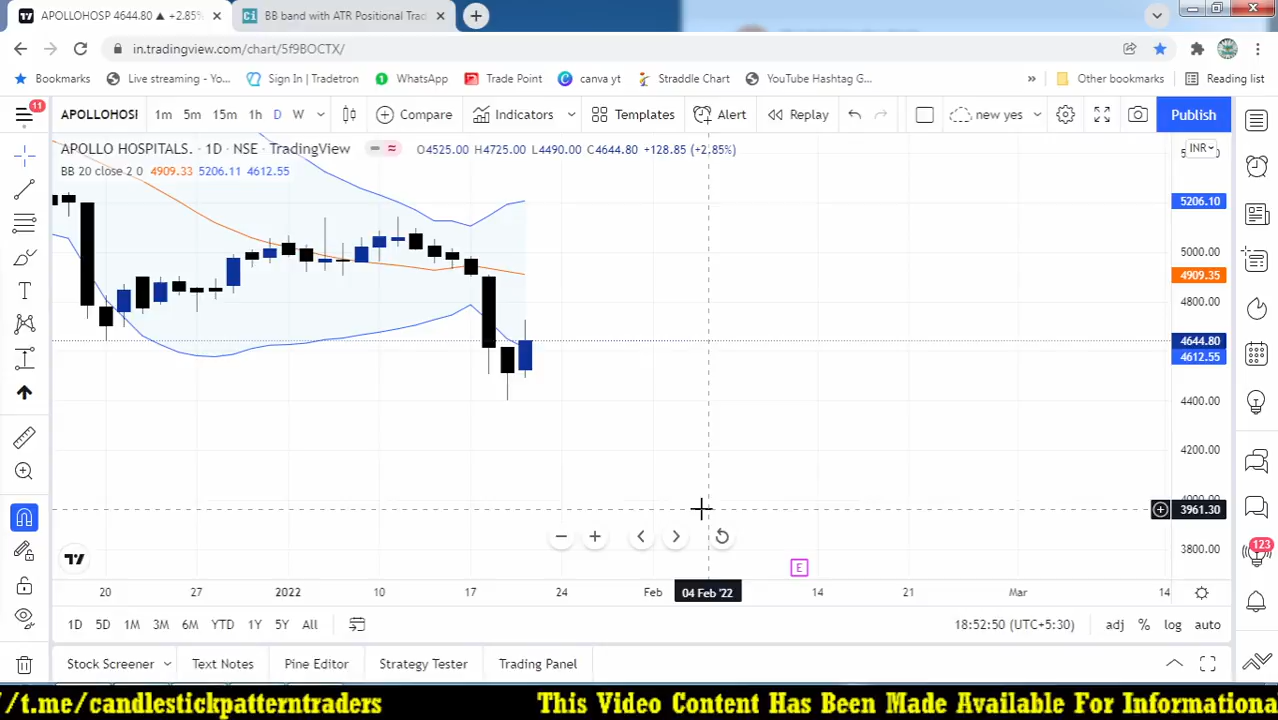 APOLLOHOSP 4644.80 ▲ +2.85%
BB band with ATR Positional Trad
in.tradingview.com/chart/5f9BOCTX/
Bookmarks
Live streaming - Yo...
Sign In | Tradetron
WhatsApp
Trade Point
canva yt
Straddle Chart
YouTube Hashtag G...
»
Other bookmarks
Reading list
11
APOLLOHOSI
1m 5m 15m 1h D W
Compare
Indicators
Templates
Alert
Replay
new yes
Publish
APOLLO HOSPITALS. · 1D · NSE · TradingView
O4525.00 H4725.00 L4490.00 C4644.80 +128.85 (+2.85%)
INR
BB 20 close 2 0 4909.33 5206.11 4612.55
5206.10
5000.00
4909.35
4800.00
4644.80
4612.55
4400.00
4200.00
4000.00
3961.30
3800.00
E
123
20 27 2022 10 17 24 Feb 04 Feb '22 14 21 Mar 14
1D 5D 1M 3M 6M YTD 1Y 5Y All
18:52:50 (UTC+5:30)
adj % log auto
Stock Screener
Text Notes
Pine Editor
Strategy Tester
Trading Panel
/t.me/candlestickpatterntraders
This Video Content Has Been Made Available For Informationa